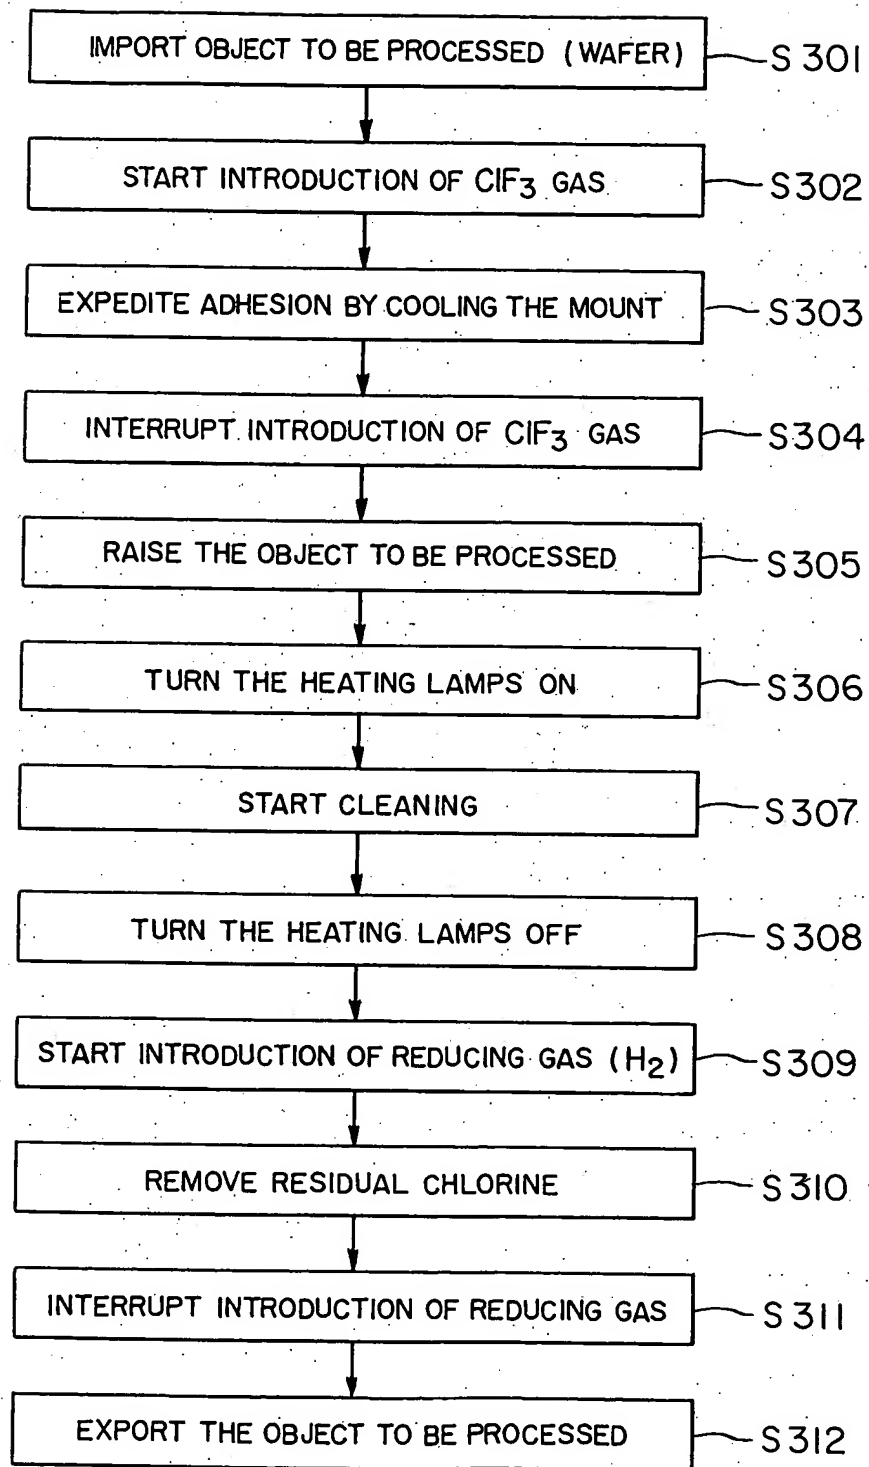 IMPORT OBJECT TO BE PROCESSED (WAFER) S301
START INTRODUCTION OF ClF3 GAS S302
EXPEDITE ADHESION BY COOLING THE MOUNT S303
INTERRUPT INTRODUCTION OF ClF3 GAS S304
RAISE THE OBJECT TO BE PROCESSED S305
TURN THE HEATING LAMPS ON S306
START CLEANING S307
TURN THE HEATING LAMPS OFF S308
START INTRODUCTION OF REDUCING GAS (H2) S309
REMOVE RESIDUAL CHLORINE S310
INTERRUPT INTRODUCTION OF REDUCING GAS S311
EXPORT THE OBJECT TO BE PROCESSED S312